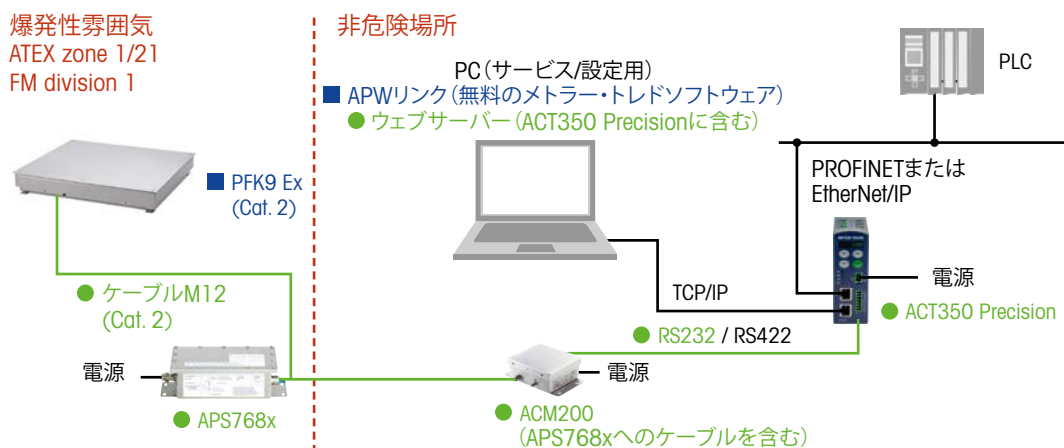 爆発性雰囲気
ATEX zone 1/21
FM division 1
非危険場所
PC（サービス/設定用）
■ APWリンク（無料のメトラー・トレドソフトウェア）
● ウェブサーバー（ACT350 Precisionに含む）
PLC
■ PFK9 Ex
(Cat. 2)
PROFINETまたは
EtherNet/IP
● ケーブルM12
(Cat. 2)
TCP/IP
電源
● ACT350 Precision
● RS232 / RS422
電源
電源
● APS768x
● ACM200
（APS768xへのケーブルを含む）